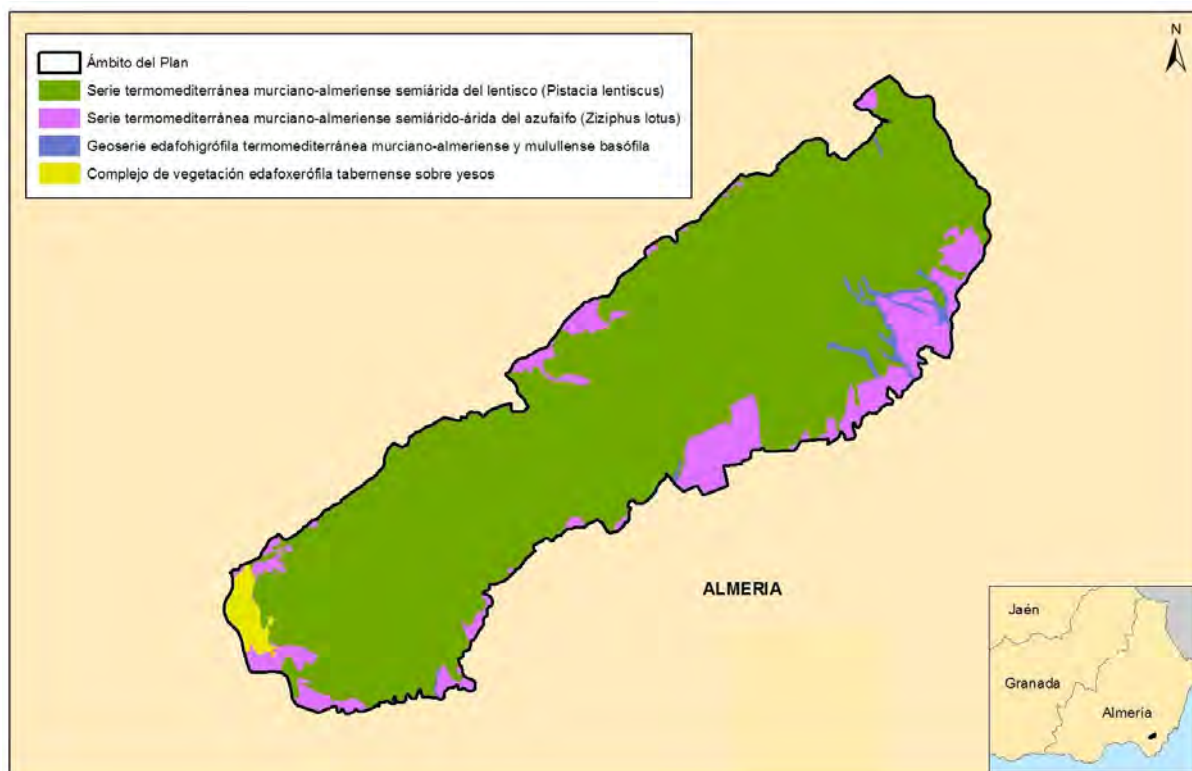 N
Ámbito del Plan
Serie termomediterránea murciano-almeriense semiárida del lentisco (Pistacia lentiscus)
Serie termomediterránea murciano-almeriense semiárido-árida del azufaifo (Ziziphus lotus)
Geoserie edafohigrófila termomediterránea murciano-almeriense y mulullense basófila
Complejo de vegetación edafoxerófila tabernense sobre yesos
ALMERIA
Jaén
Granada
Almería